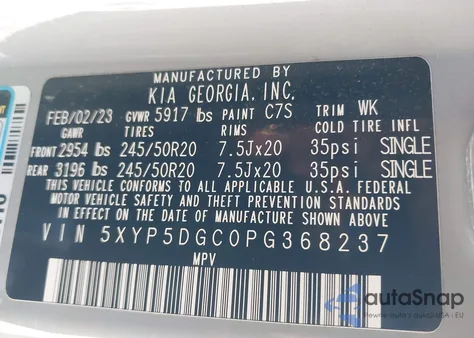 MANUFACTURED BY
KIA GEORGIA, INC.
FEB/02/23 GVWR 5917 lbs PAINT C7S TRIM WK
GAWR TIRES RIMS COLD TIRE INFL
FRONT 2954 lbs 245/50R20 7.5Jx20 35psi SINGLE
REAR 3196 lbs 245/50R20 7.5Jx20 35psi SINGLE
THIS VEHICLE CONFORMS TO ALL APPLICABLE U.S.A. FEDERAL
MOTOR VEHICLE SAFETY AND THEFT PREVENTION STANDARDS
IN EFFECT ON THE DATE OF MANUFACTURE SHOWN ABOVE.
VIN 5XYP5DGC0PG368237
MPV
autaSnap